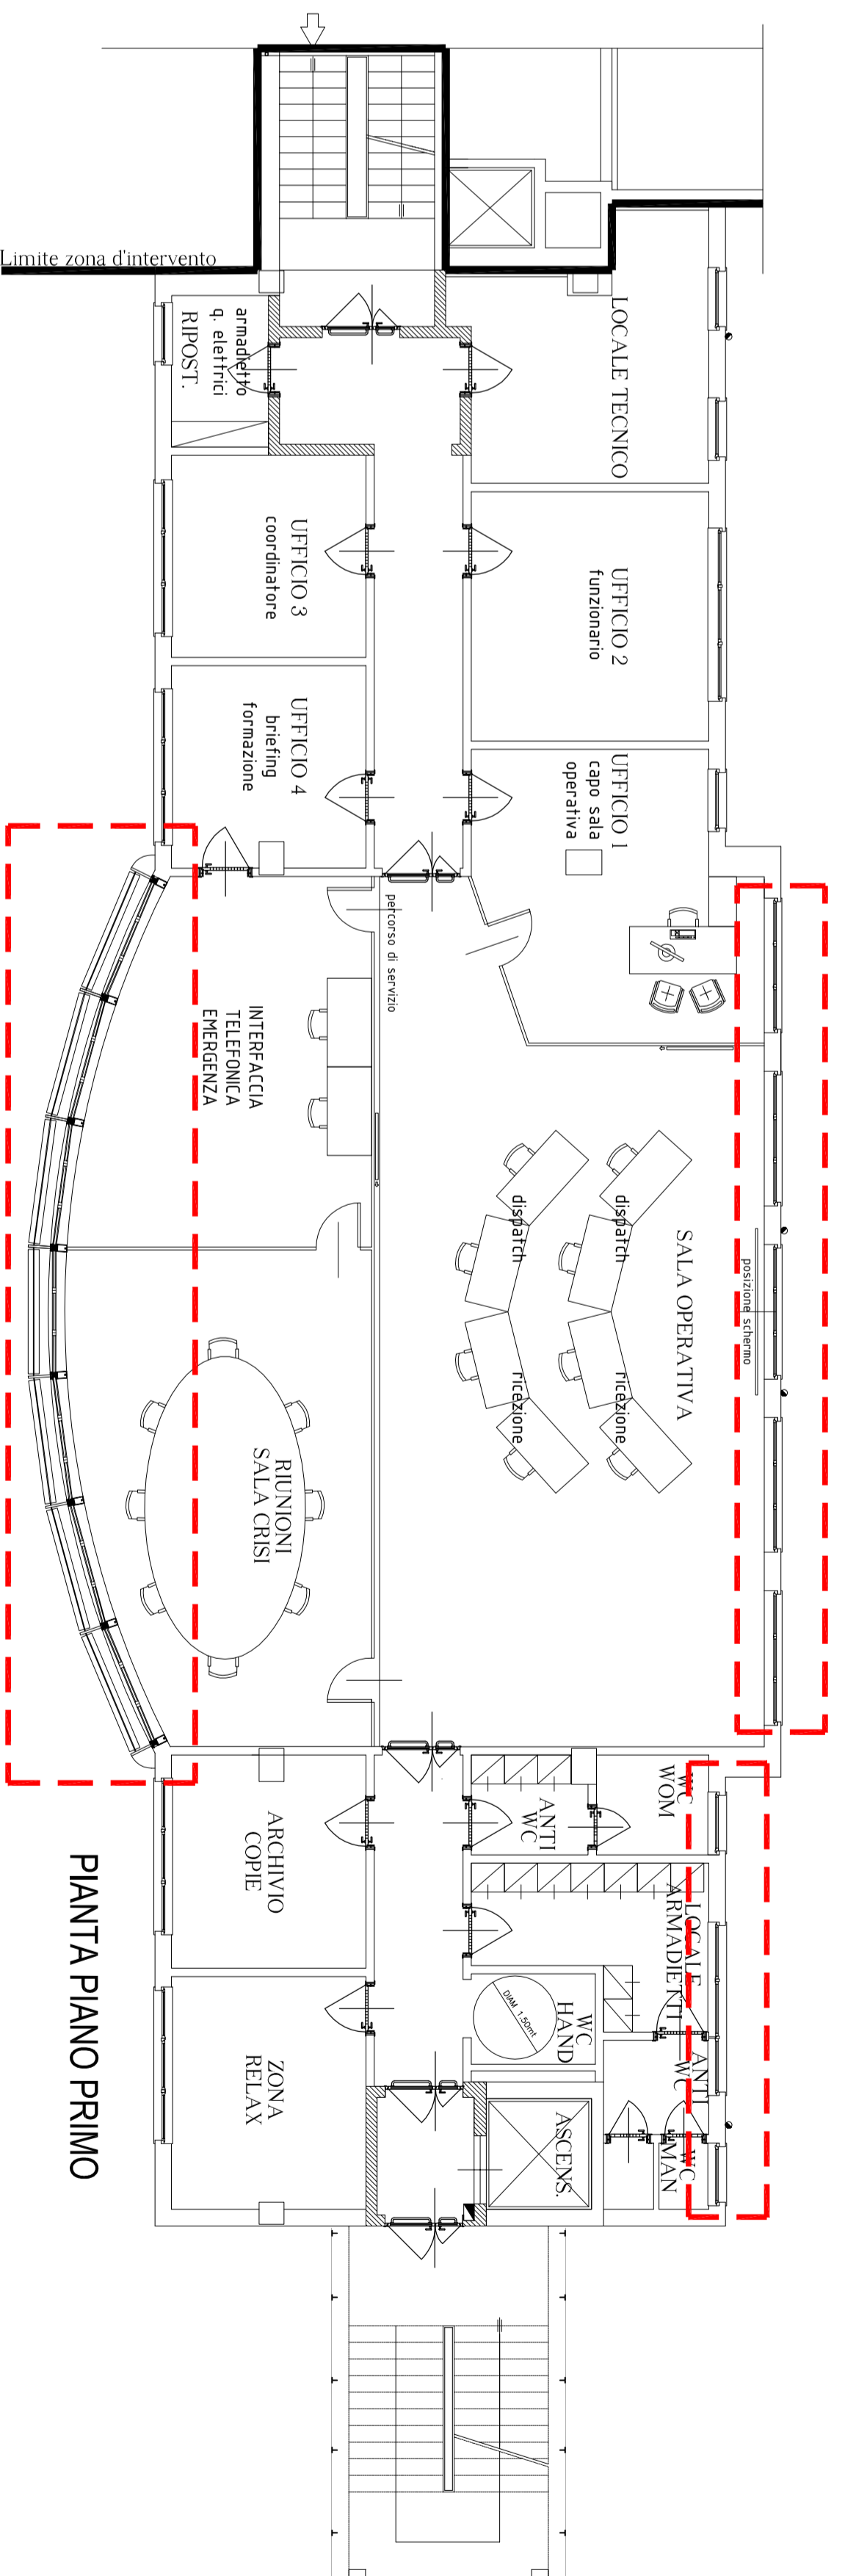 Limite zona d'intervento
RIPOST.
armadietto
q. elettrici
LOCALE TECNICO
UFFICIO 3
coordinatore
UFFICIO 2
funzionario
UFFICIO 4
briefing
formazione
UFFICIO 1
capo sala
operativa
percorso di servizio
INTERFACCIA
TELEFONICA
EMERGENZA
dispatch
dispatch
SALA OPERATIVA
posizione schermo
ricezione
ricezione
RIUNIONI
SALA CRISI
WC
WOM
ANTI
WC
ARCHIVIO
COPIE
LOCALE
ARMADIETTI
WC
HAND
DIAM. 1.50mt
ANTI
WC
ZONA
RELAX
ASCENS.
WC
MAN
PIANTA PIANO PRIMO